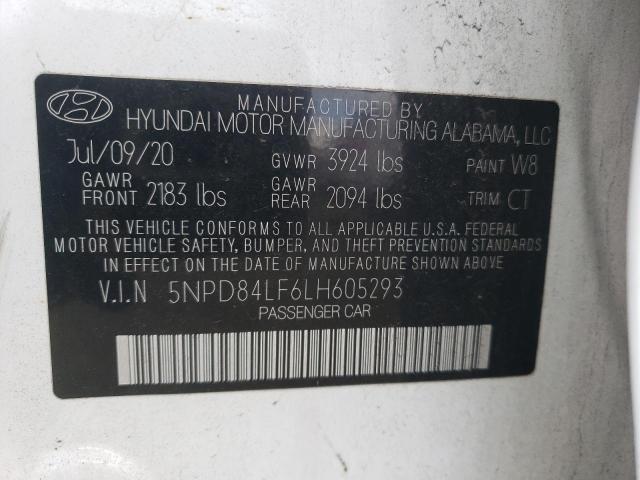 MANUFACTURED BY
HYUNDAI MOTOR MANUFACTURING ALABAMA, LLC
Jul/09/20 GVWR 3924 lbs PAINT W8
GAWR FRONT 2183 lbs GAWR REAR 2094 lbs TRIM CT
THIS VEHICLE CONFORMS TO ALL APPLICABLE U.S.A. FEDERAL
MOTOR VEHICLE SAFETY, BUMPER, AND THEFT PREVENTION STANDARDS
IN EFFECT ON THE DATE OF MANUFACTURE SHOWN ABOVE.
V.I.N 5NPD84LF6LH605293
PASSENGER CAR